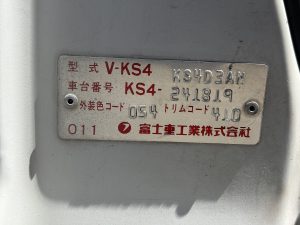 型式 V-KS4 KS4D3AM
車台番号 KS4- 241819
外装色コード 054 トリムコード 410
011 富士重工業株式会社